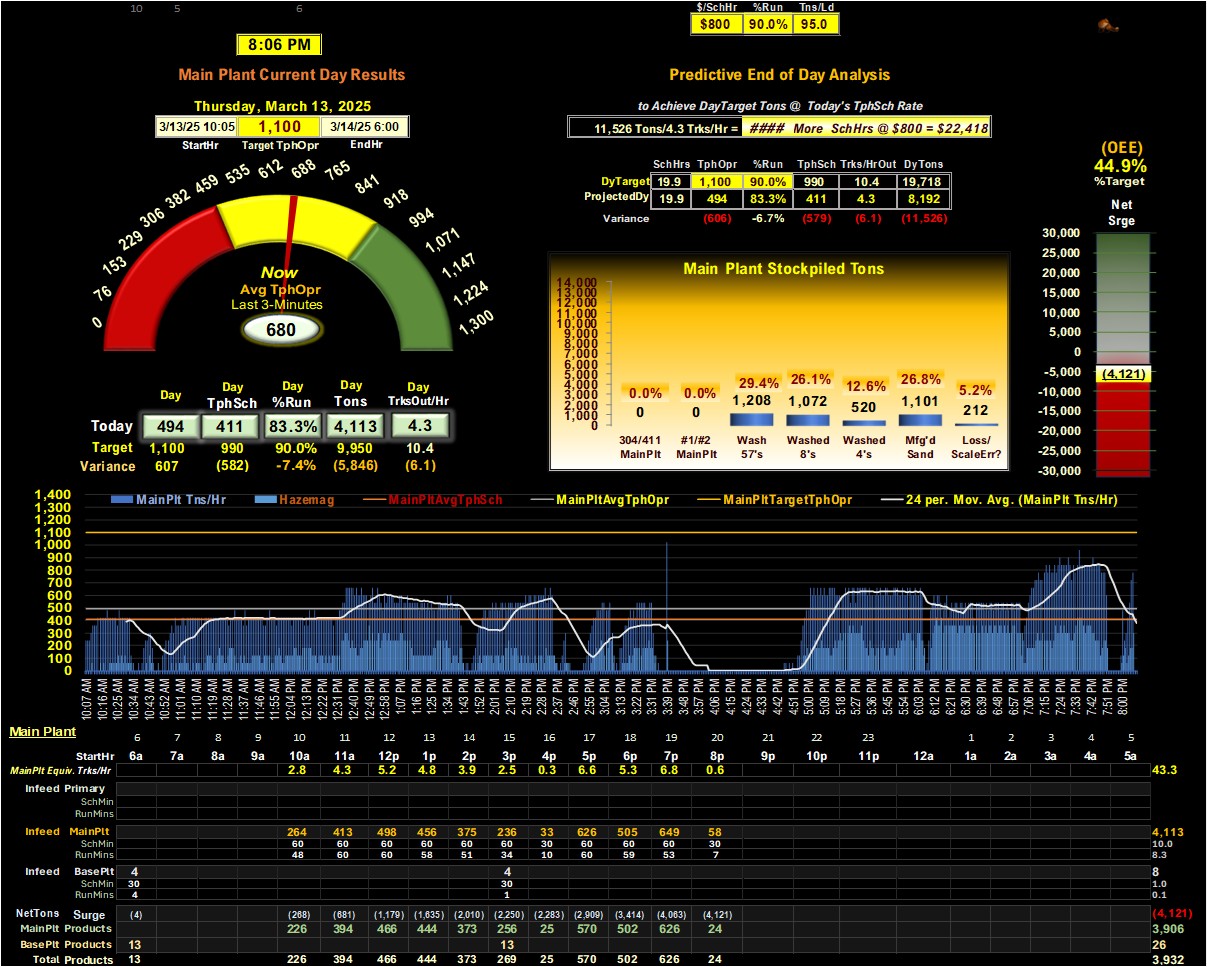 10 5 6
$/SchHr %Run Tns/Ld
$800 90.0% 95.0
8:06 PM
Main Plant Current Day Results
Predictive End of Day Analysis
Thursday, March 13, 2025
to Achieve DayTarget Tons @ Today's TphSch Rate
3/13/25 10:05 1,100 3/14/25 6:00
StartHr Target TphOpr EndHr
11,526 Tons/4.3 Trks/Hr = #### More SchHrs @ $800 = $22,418
(OEE)
44.9%
%Target
0 76 153 229 306 382 459 535 612 688 765 841 918 994 1,071 1,147 1,224 1,300
SchHrs TphOpr %Run TphSch Trks/HrOut DyTons
DyTarget 19.9 1,100 90.0% 990 10.4 19,718
ProjectedDy 19.9 494 83.3% 411 4.3 8,192
Variance (606) -6.7% (579) (6.1) (11,526)
Net
Srge
30,000
25,000
20,000
15,000
10,000
5,000
0
-5,000
-10,000
-15,000
-20,000
-25,000
-30,000
(4,121)
Now
Avg TphOpr
Last 3-Minutes
680
Main Plant Stockpiled Tons
14,000
13,000
12,000
11,000
10,000
9,000
8,000
7,000
6,000
5,000
4,000
3,000
2,000
1,000
0
0.0% 0.0% 29.4% 26.1% 12.6% 26.8% 5.2%
0 0 1,208 1,072 520 1,101 212
304/411 #1/#2 Wash Washed Washed Mfg'd Loss/
MainPlt MainPlt 57's 8's 4's Sand ScaleErr?
Day Day Day Day Day
TphSch %Run Tons TrksOut/Hr
Today 494 411 83.3% 4,113 4.3
Target 1,100 990 90.0% 9,950 10.4
Variance 607 (582) -7.4% (5,846) (6.1)
MainPlt Tns/Hr Hazemag MainPltAvgTphSch MainPltAvgTphOpr MainPltTargetTphOpr 24 per. Mov. Avg. (MainPlt Tns/Hr)
1,400
1,300
1,100
1,000
900
800
700
600
500
400
300
200
100
0
10:07 AM 10:16 AM 10:25 AM 10:34 AM 10:43 AM 10:52 AM 11:01 AM 11:10 AM 11:19 AM 11:28 AM 11:37 AM 11:46 AM 11:55 AM 12:04 PM 12:13 PM 12:22 PM 12:31 PM 12:40 PM 12:49 PM 12:58 PM 1:07 PM 1:16 PM 1:25 PM 1:34 PM 1:43 PM 1:52 PM 2:01 PM 2:10 PM 2:19 PM 2:28 PM 2:37 PM 2:46 PM 2:55 PM 3:04 PM 3:13 PM 3:22 PM 3:31 PM 3:39 PM 3:48 PM 3:57 PM 4:06 PM 4:15 PM 4:24 PM 4:33 PM 4:42 PM 4:51 PM 5:00 PM 5:09 PM 5:18 PM 5:27 PM 5:36 PM 5:45 PM 5:54 PM 6:03 PM 6:12 PM 6:21 PM 6:30 PM 6:39 PM 6:48 PM 6:57 PM 7:06 PM 7:15 PM 7:24 PM 7:33 PM 7:42 PM 7:51 PM 8:00 PM
Main Plant
6 7 8 9 10 11 12 13 14 15 16 17 18 19 20 22 23 1 2 3 4 5
StartHr 6a 7a 8a 9a 10a 11a 12p 1p 2p 3p 4p 5p 6p 7p 8p 9p 10p 11p 12a 1a 2a 3a 4a 5a
MainPlt Equiv. Trks/Hr 2.8 4.3 5.2 4.8 3.9 2.5 0.3 6.6 5.3 6.8 0.6 43.3
Infeed Primary
SchMin
RunMins
Infeed MainPlt 264 413 498 456 375 236 33 626 505 649 58 4,113
SchMin 60 60 60 60 60 60 30 60 60 60 30 10.0
RunMins 48 60 60 58 51 34 10 60 59 53 7 8.3
Infeed BasePlt 4 4 8
SchMin 30 30 1.0
RunMins 4 1 0.1
NetTons Surge (4) (268) (681) (1,179) (1,635) (2,010) (2,250) (2,283) (2,909) (3,414) (4,063) (4,121) (4,121)
MainPlt Products 226 394 466 444 373 256 25 570 502 626 24 3,906
BasePlt Products 13 13 26
Total Products 13 226 394 466 444 373 269 25 570 502 626 24 3,932